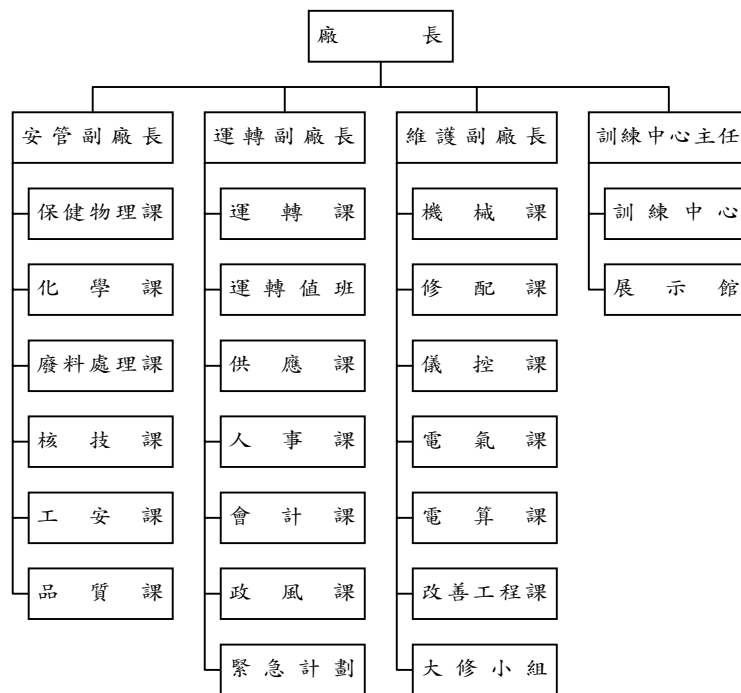 廠長
安管副廠長
運轉副廠長
維護副廠長
訓練中心主任
保健物理課
運轉課
機械課
訓練中心
化學課
運轉值班
修配課
展示館
廢料處理課
供應課
儀控課
核技課
人事課
電氣課
工安課
會計課
電算課
品質課
政風課
改善工程課
緊急計劃
大修小組